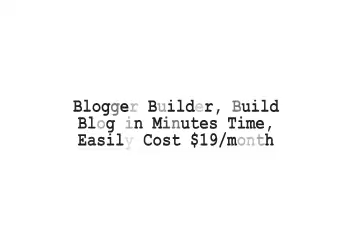 Blogger Builder, Build
Blog in Minutes Time,
Easily Cost $19/month